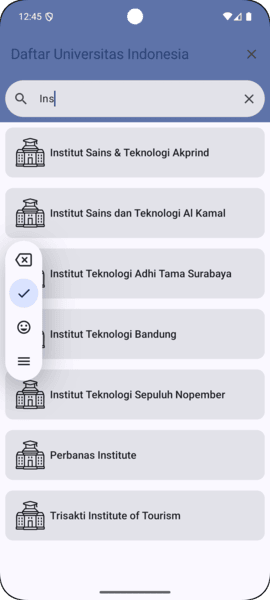 12:45
Daftar Universitas Indonesia
Ins
Institut Sains & Teknologi Akprind
Institut Sains dan Teknologi Al Kamal
Institut Teknologi Adhi Tama Surabaya
Institut Teknologi Bandung
Institut Teknologi Sepuluh Nopember
Perbanas Institute
Trisakti Institute of Tourism